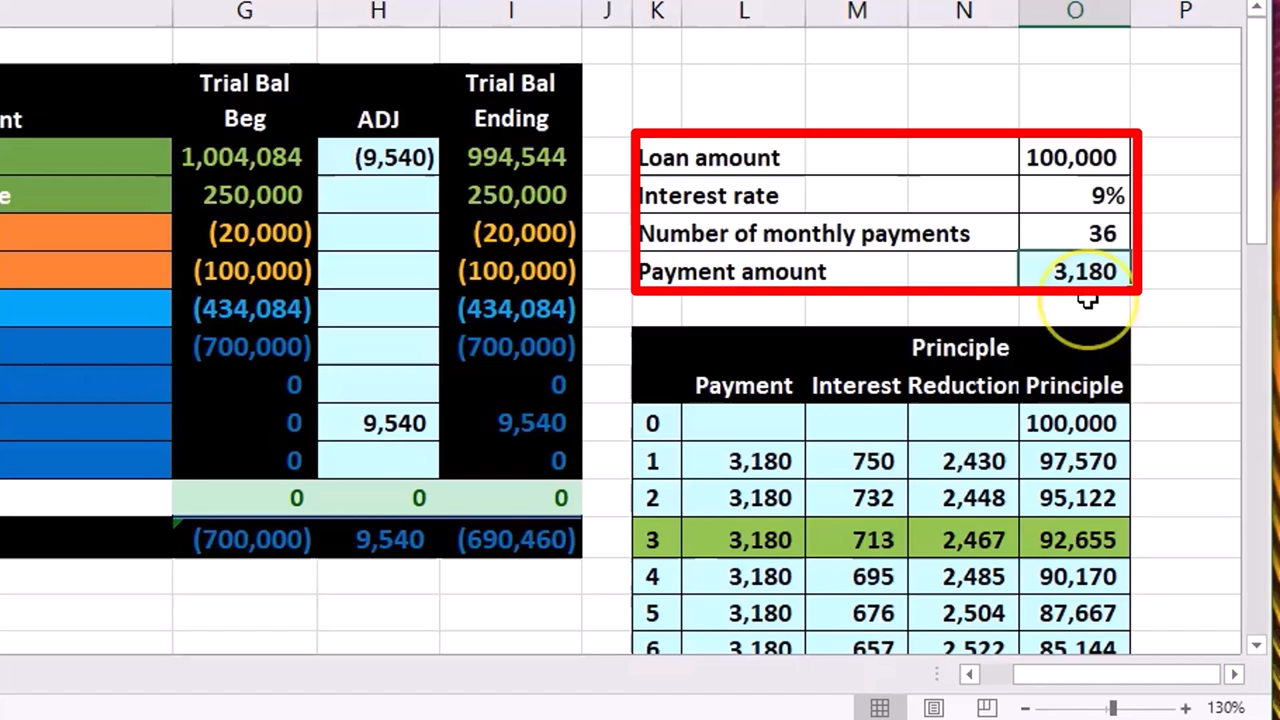 G H I J K L M N O P
Trial Bal Trial Bal
nt Beg ADJ Ending
1,004,084 (9,540) 994,544 Loan amount 100,000
e 250,000 250,000 Interest rate 9%
(20,000) (20,000) Number of monthly payments 36
(100,000) (100,000) Payment amount 3,180
(434,084) (434,084)
(700,000) (700,000) Principle
0 0 Payment Interest Reduction Principle
0 9,540 9,540 0 100,000
0 0 1 3,180 750 2,430 97,570
0 0 0 2 3,180 732 2,448 95,122
(700,000) 9,540 (690,460) 3 3,180 713 2,467 92,655
4 3,180 695 2,485 90,170
5 3,180 676 2,504 87,667
6 3,180 657 2,522 85,144
130%